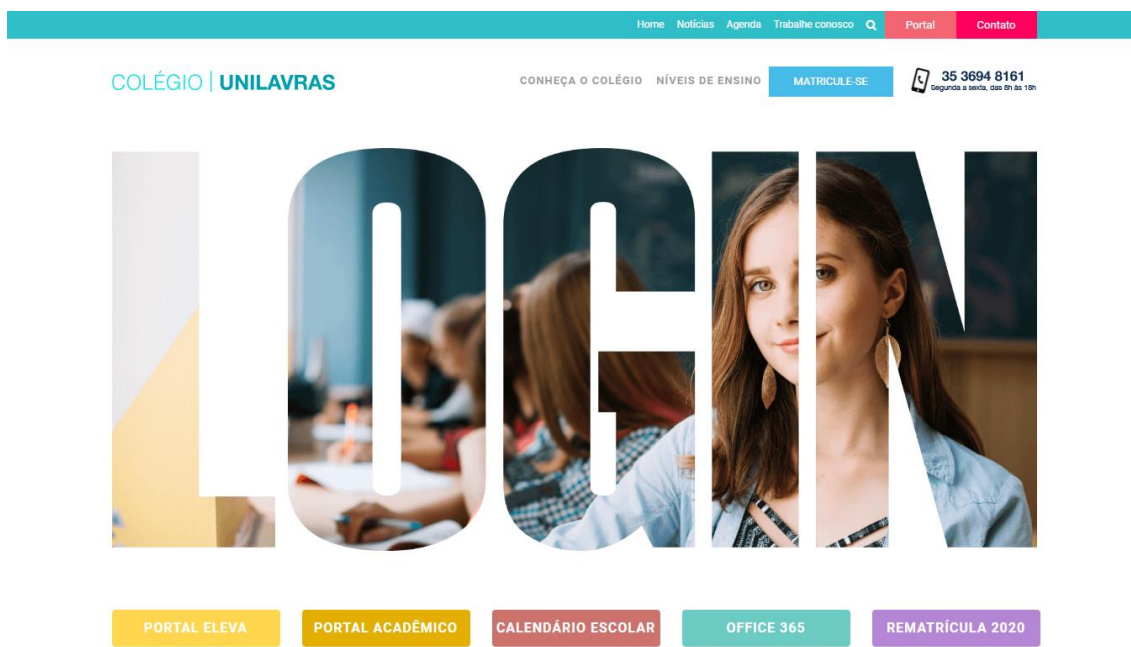 Home Notícias Agenda Trabalhe conosco Portal Contato
COLÉGIO | UNILAVRAS
CONHEÇA O COLÉGIO NÍVEIS DE ENSINO MATRICULE-SE
35 3694 8161
Segunda a sexta, das 8h às 18h
LOGIN
PORTAL ELEVA PORTAL ACADÊMICO CALENDÁRIO ESCOLAR OFFICE 365 REMATRÍCULA 2020